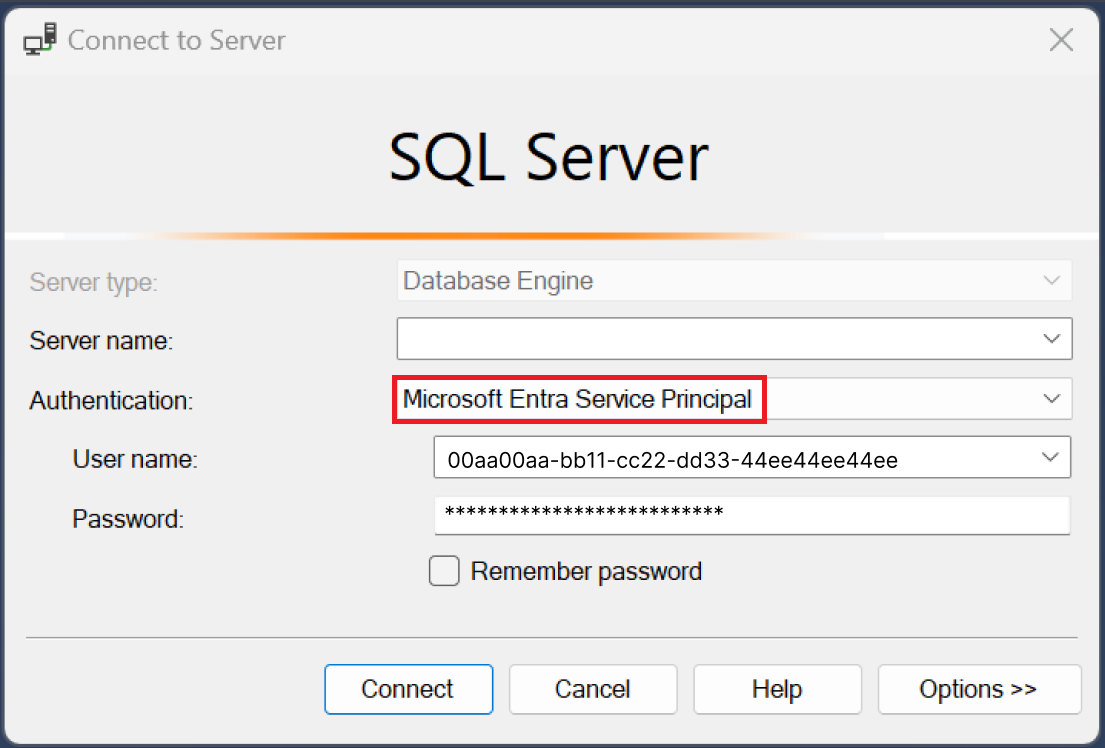 Connect to Server
SQL Server
Server type: Database Engine
Server name:
Authentication: Microsoft Entra Service Principal
User name: 00aa00aa-bb11-cc22-dd33-44ee44ee44ee
Password: **************************
Remember password
Connect Cancel Help Options >>